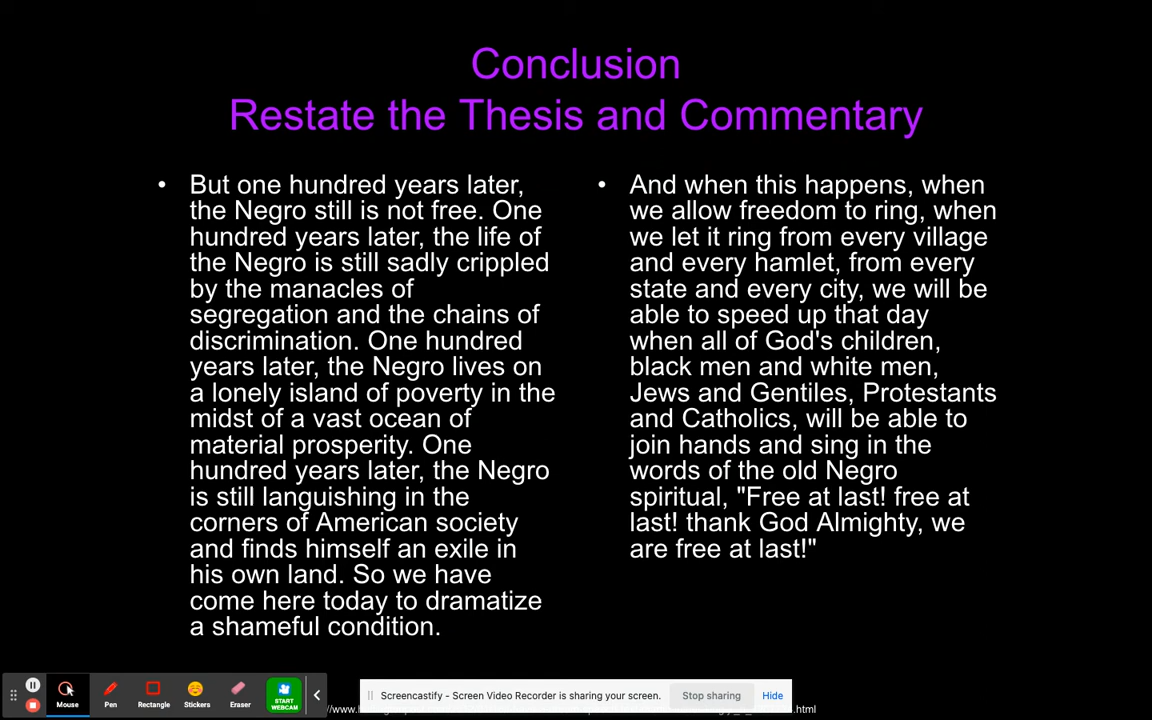 Conclusion
Restate the Thesis and Commentary
• But one hundred years later,
the Negro still is not free. One
hundred years later, the life of
the Negro is still sadly crippled
by the manacles of
segregation and the chains of
discrimination. One hundred
years later, the Negro lives on
a lonely island of poverty in the
midst of a vast ocean of
material prosperity. One
hundred years later, the Negro
is still languishing in the
corners of American society
and finds himself an exile in
his own land. So we have
come here today to dramatize
a shameful condition.
• And when this happens, when
we allow freedom to ring, when
we let it ring from every village
and every hamlet, from every
state and every city, we will be
able to speed up that day
when all of God's children,
black men and white men,
Jews and Gentiles, Protestants
and Catholics, will be able to
join hands and sing in the
words of the old Negro
spiritual, "Free at last! free at
last! thank God Almighty, we
are free at last!"
Mouse
Pen
Rectangle
Stickers
Eraser
START
WEBCAM
Screencastify - Screen Video Recorder is sharing your screen.
Stop sharing
Hide
//www.
.html